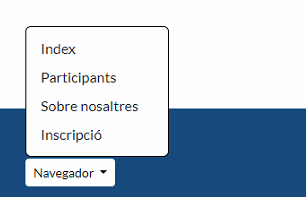 Index
Participants
Sobre nosaltres
Inscripció
Navegador